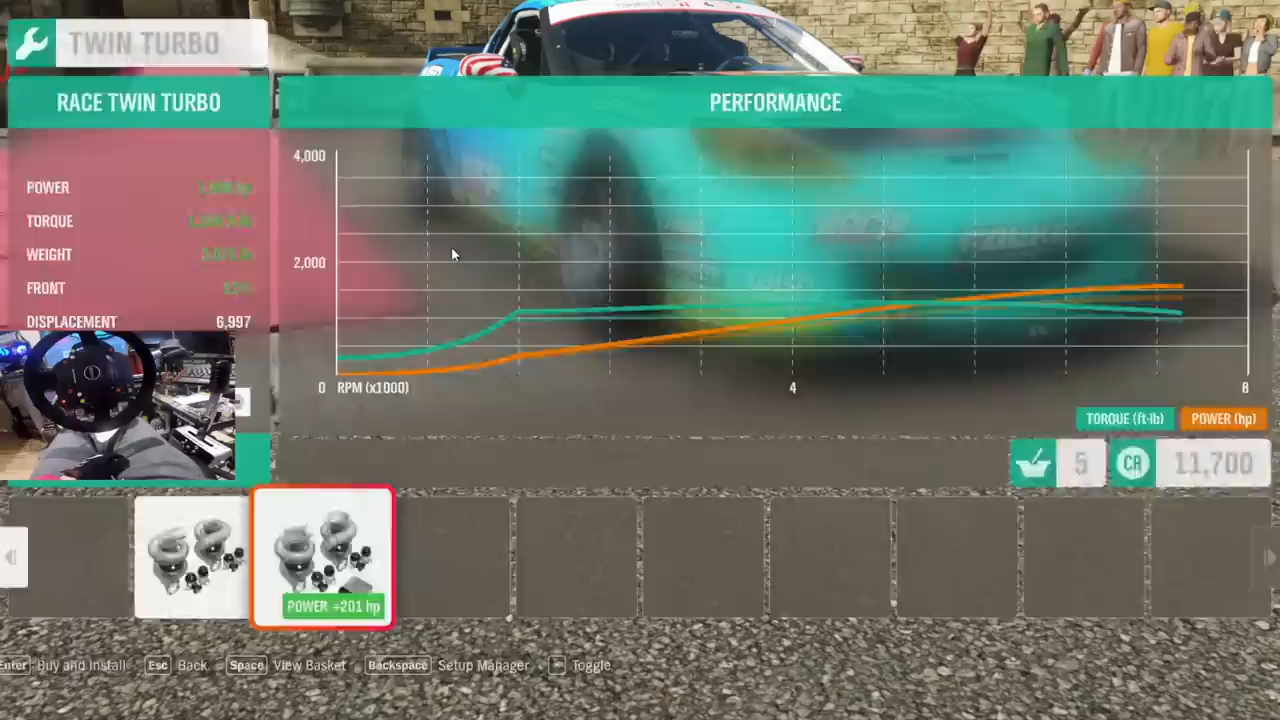 TWIN TURBO
RACE TWIN TURBO
POWER
TORQUE
WEIGHT
FRONT
DISPLACEMENT 6,997
PERFORMANCE
4,000
2,000
0 RPM (x1000) 4 8
TORQUE (ft·lb) POWER (hp)
5 CR 11,700
POWER +201 hp
Enter Buy and Install Esc Back Space View Basket Backspace Setup Manager Toggle